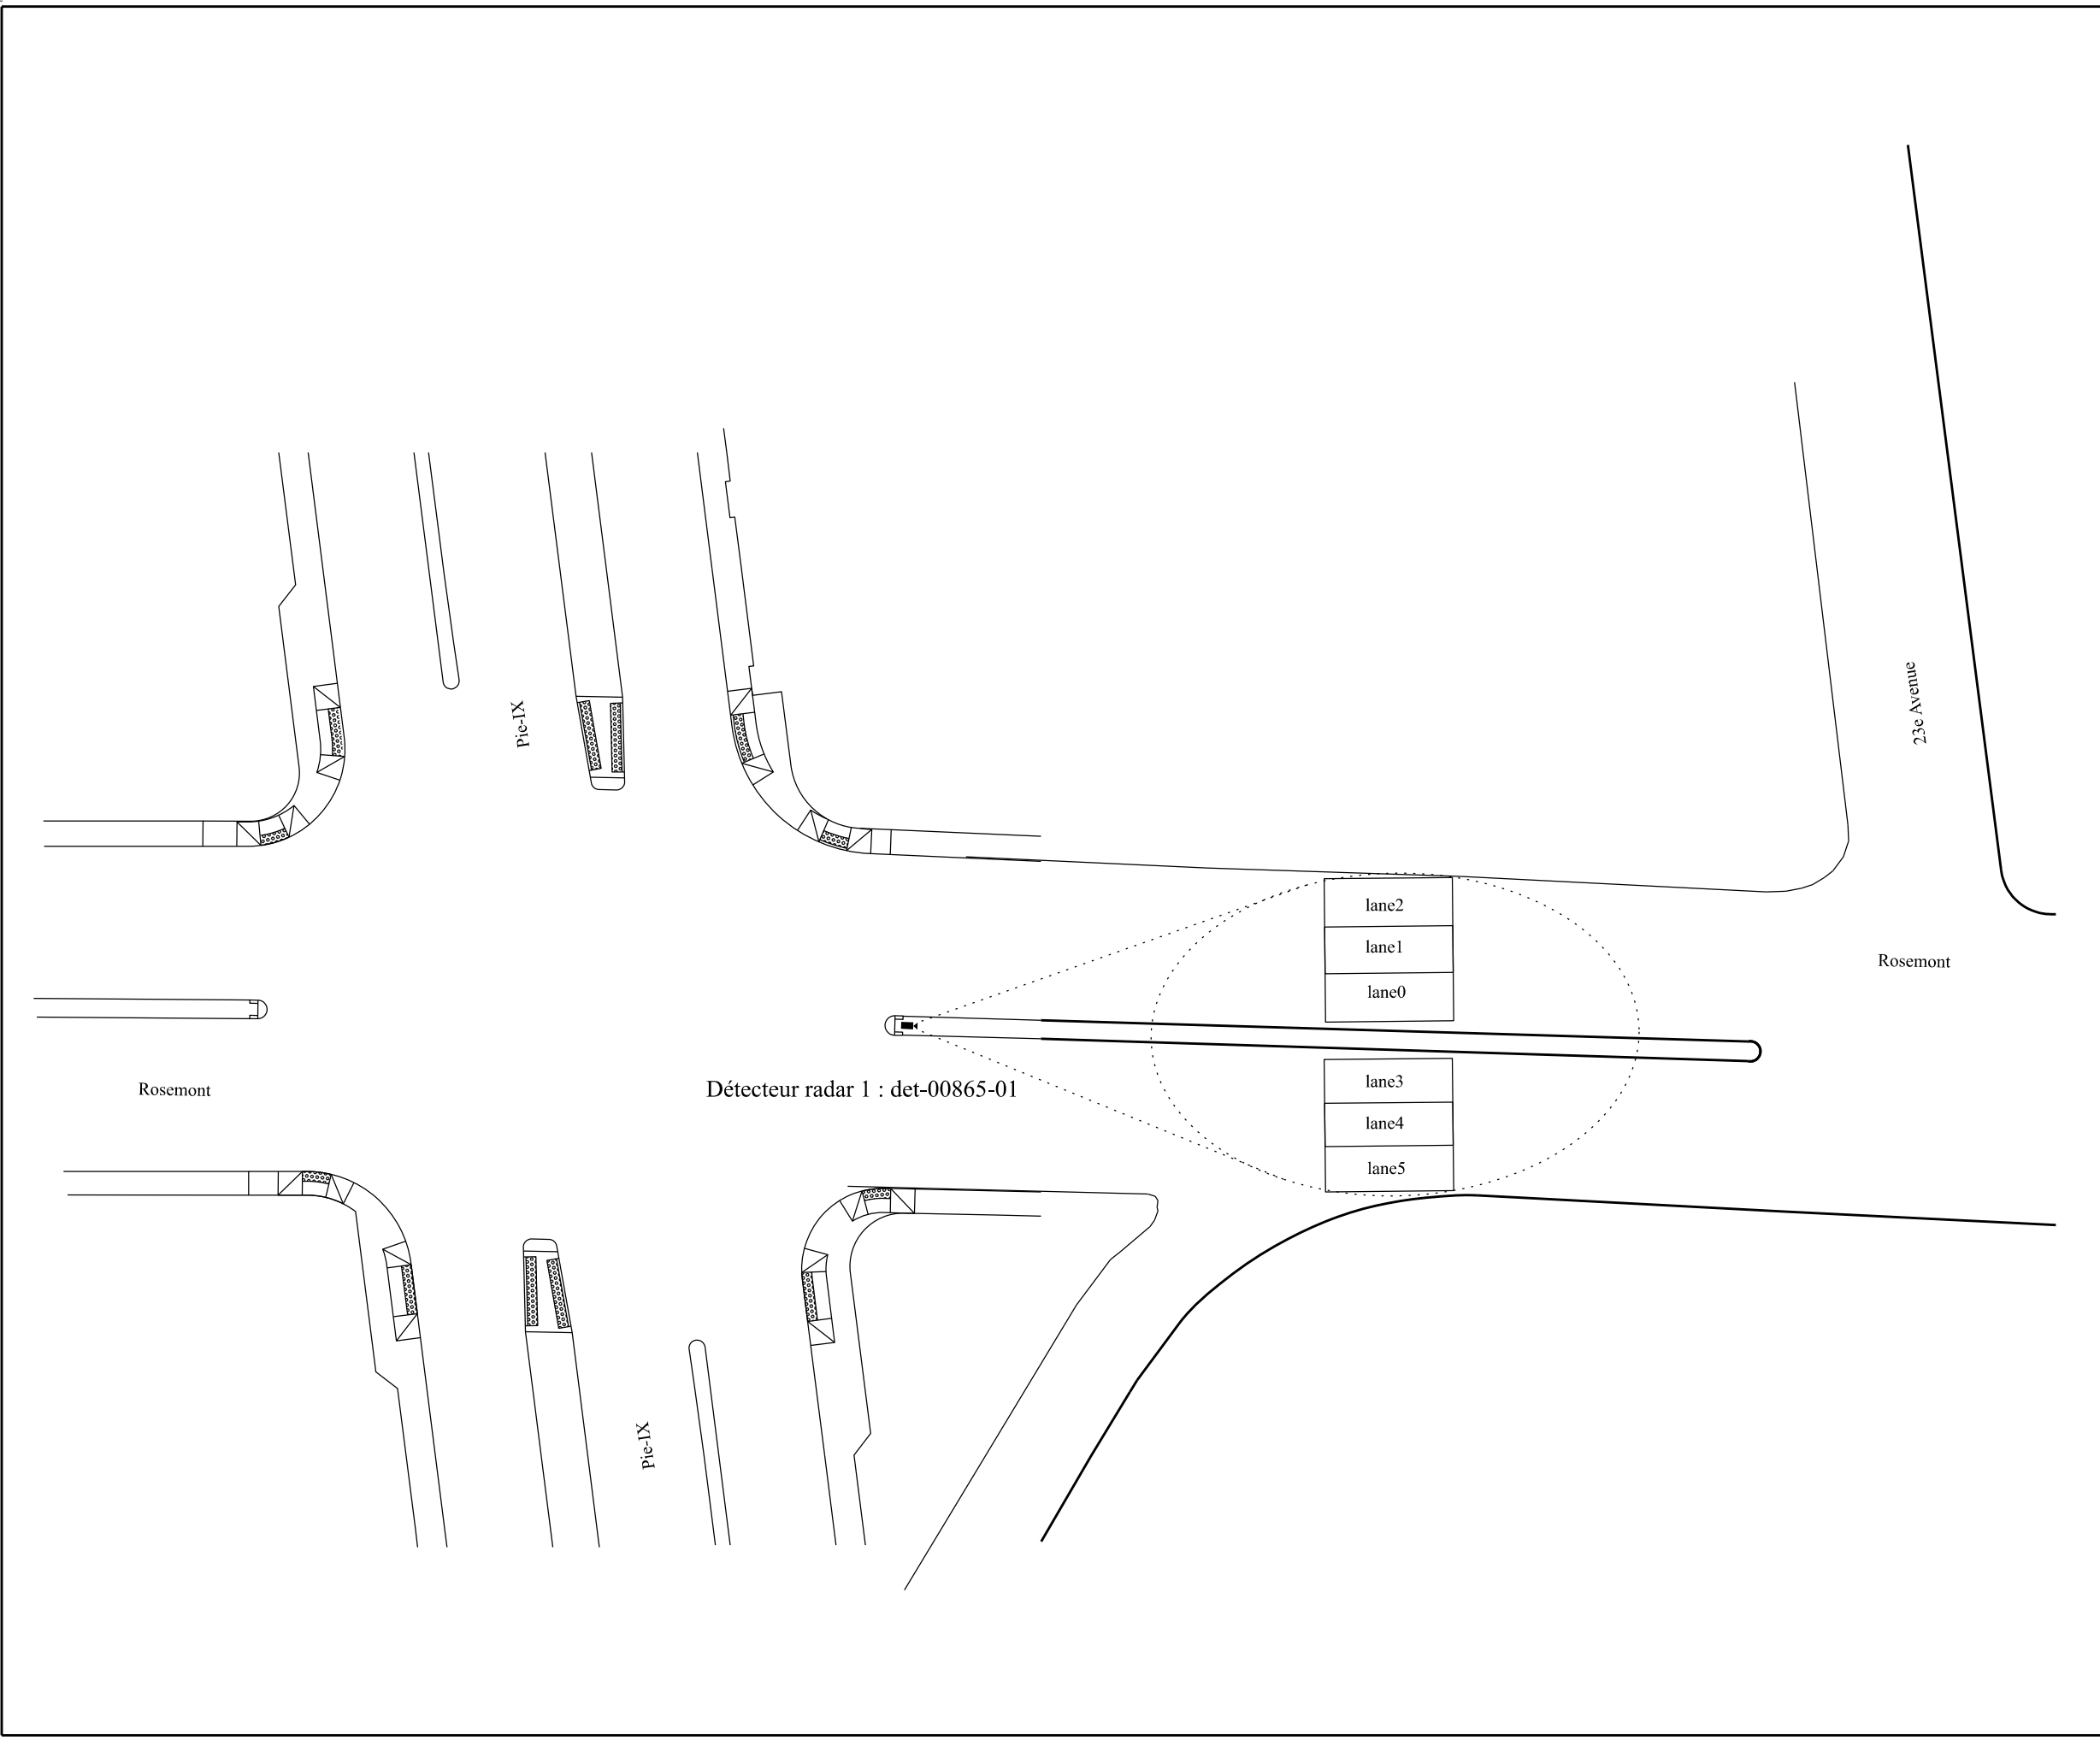 23e Avenue
Pie-IX
lane2
lane1
Rosemont
lane0
Rosemont
Détecteur radar 1 : det-00865-01
lane3
lane4
lane5
Pie-IX